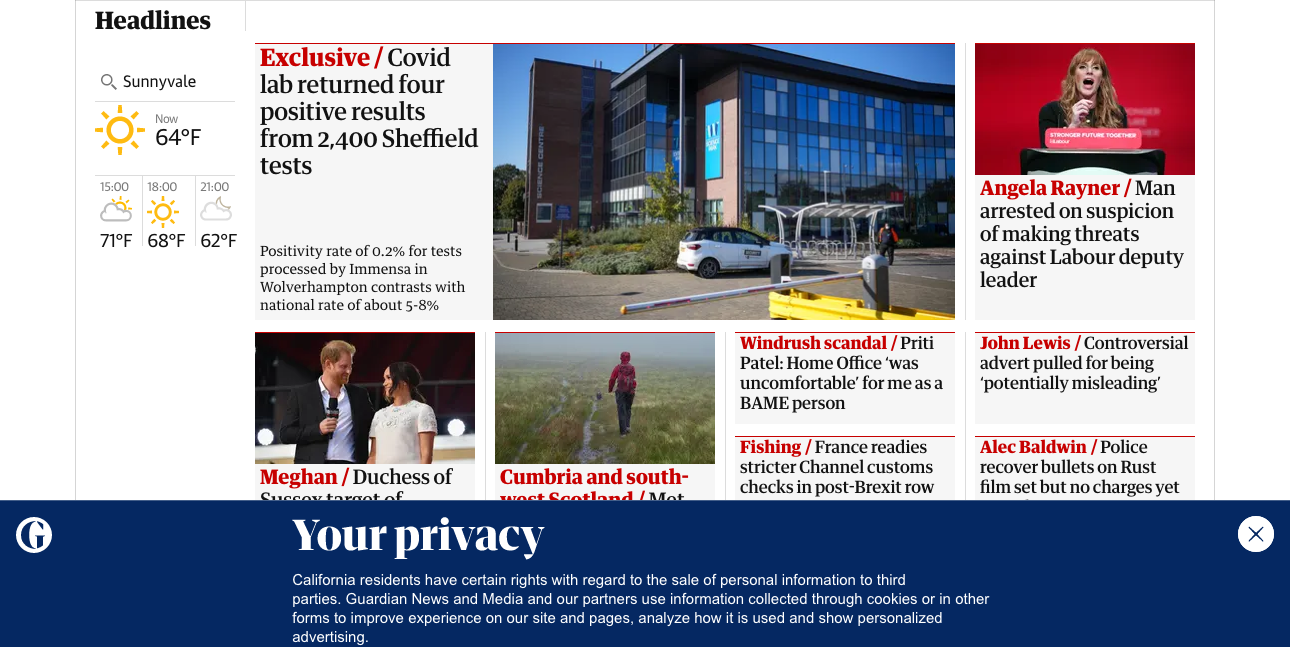 Headlines
Sunnyvale
Now
64°F
15:00
18:00
21:00
71°F
68°F
62°F
Exclusive / Covid
lab returned four
positive results
from 2,400 Sheffield
tests
Positivity rate of 0.2% for tests
processed by Immensa in
Wolverhampton contrasts with
national rate of about 5-8%
SCIENCE CENTRE
STRONGER FUTURE TOGETHER
@Labour
Angela Rayner / Man
arrested on suspicion
of making threats
against Labour deputy
leader
Meghan / Duchess of
Sussex target of
Cumbria and south-
west Scotland / Met
Windrush scandal / Priti
Patel: Home Office ‘was
uncomfortable’ for me as a
BAME person
Fishing / France readies
stricter Channel customs
checks in post-Brexit row
John Lewis / Controversial
advert pulled for being
‘potentially misleading’
Alec Baldwin / Police
recover bullets on Rust
film set but no charges yet
Your privacy
California residents have certain rights with regard to the sale of personal information to third
parties. Guardian News and Media and our partners use information collected through cookies or in other
forms to improve experience on our site and pages, analyze how it is used and show personalized
advertising.